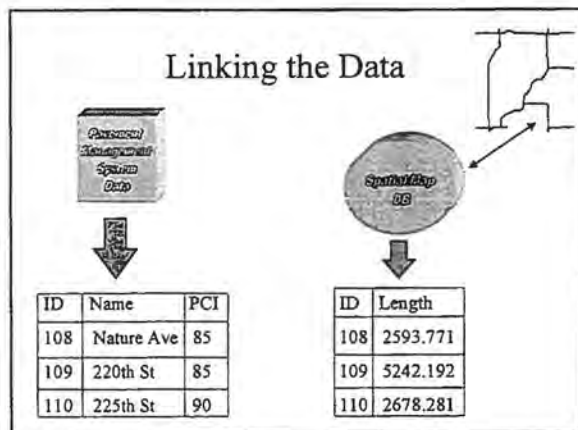 Linking the Data
Pavement
Management
System
Data
Spatial Map
DB
ID Name PCI
108 Nature Ave 85
109 220th St 85
110 225th St 90
ID Length
108 2593.771
109 5242.192
110 2678.281